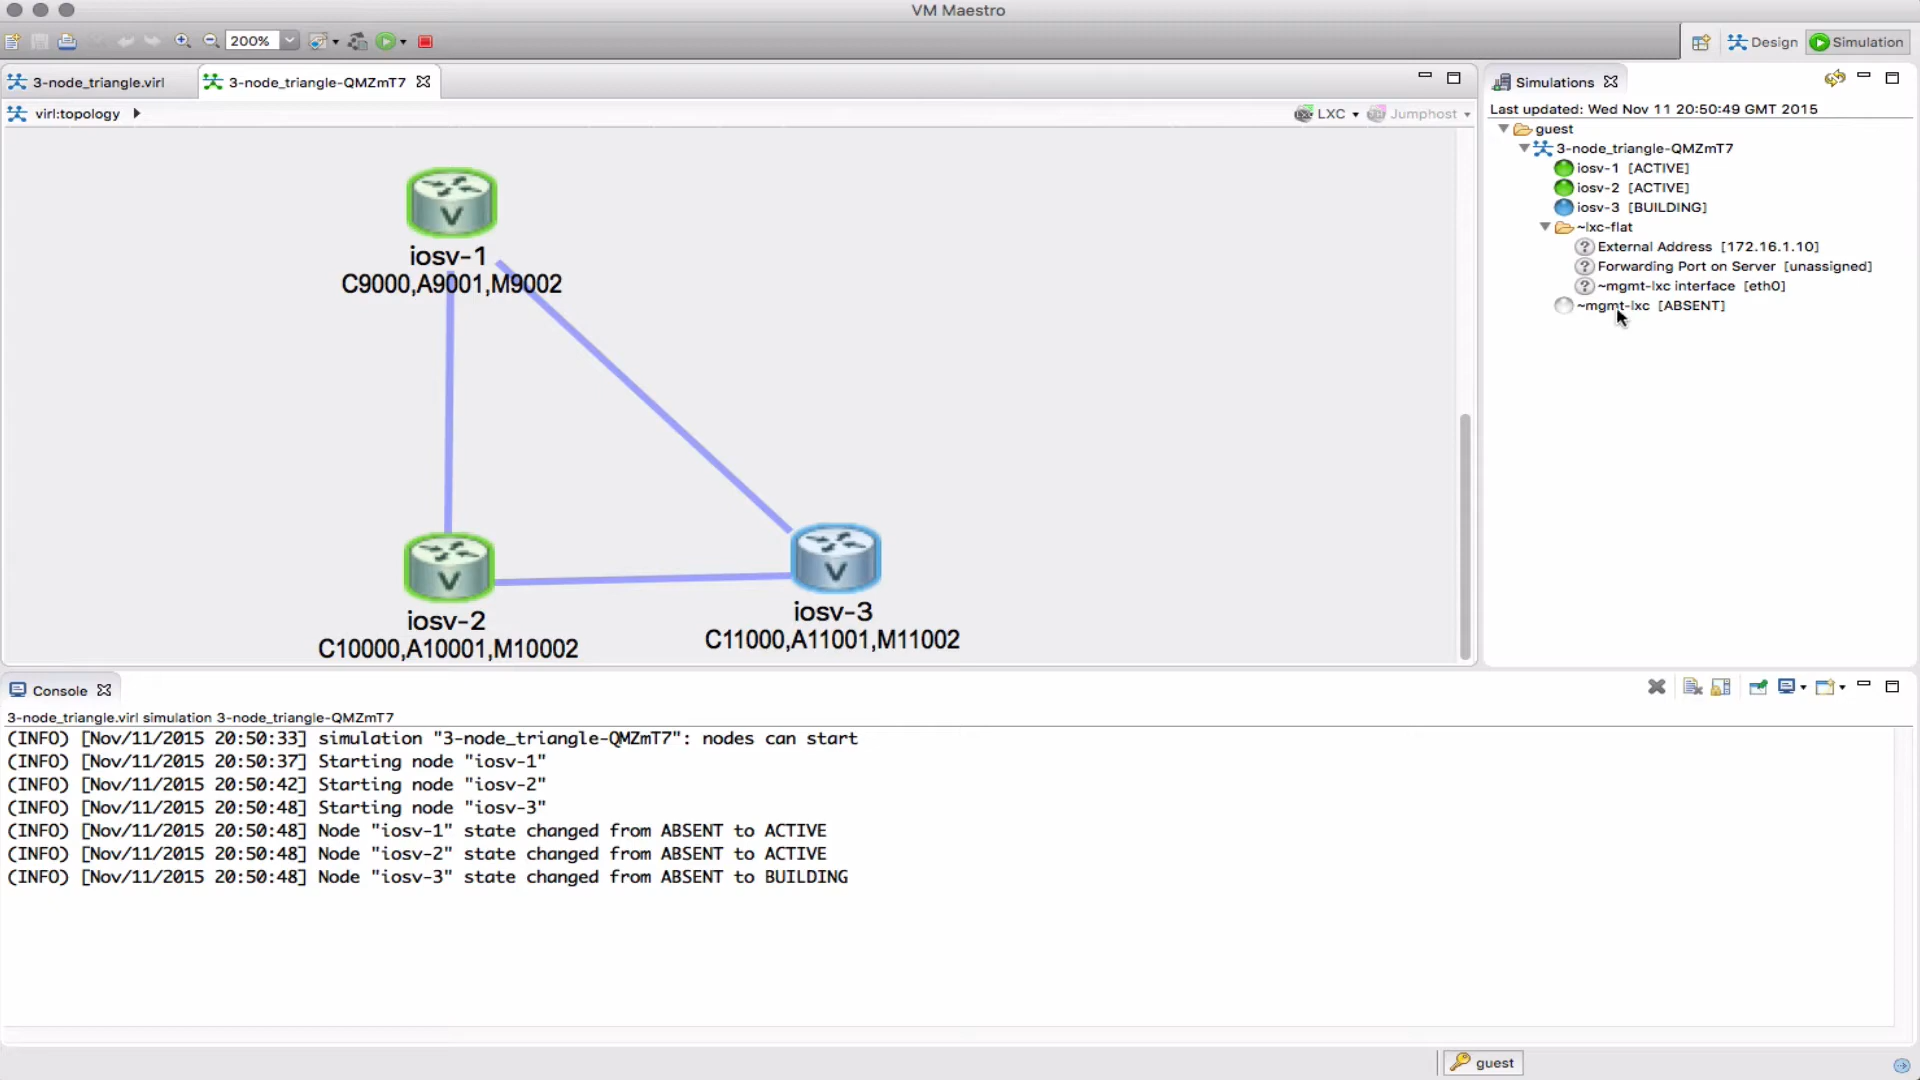 VM Maestro
200%
Design
Simulation
3-node_triangle.virl
3-node_triangle-QMZmT7
virl:topology
LXC
Jumphost
iosv-1
C9000,A9001,M9002
iosv-2
C10000,A10001,M10002
iosv-3
C11000,A11001,M11002
Simulations
Last updated: Wed Nov 11 20:50:49 GMT 2015
guest
3-node_triangle-QMZmT7
iosv-1 [ACTIVE]
iosv-2 [ACTIVE]
iosv-3 [BUILDING]
~lxc-flat
External Address [172.16.1.10]
Forwarding Port on Server [unassigned]
~mgmt-lxc interface [eth0]
~mgmt-lxc [ABSENT]
Console
3-node_triangle.virl simulation 3-node_triangle-QMZmT7
(INFO) [Nov/11/2015 20:50:33] simulation "3-node_triangle-QMZmT7": nodes can start
(INFO) [Nov/11/2015 20:50:37] Starting node "iosv-1"
(INFO) [Nov/11/2015 20:50:42] Starting node "iosv-2"
(INFO) [Nov/11/2015 20:50:48] Starting node "iosv-3"
(INFO) [Nov/11/2015 20:50:48] Node "iosv-1" state changed from ABSENT to ACTIVE
(INFO) [Nov/11/2015 20:50:48] Node "iosv-2" state changed from ABSENT to ACTIVE
(INFO) [Nov/11/2015 20:50:48] Node "iosv-3" state changed from ABSENT to BUILDING
guest